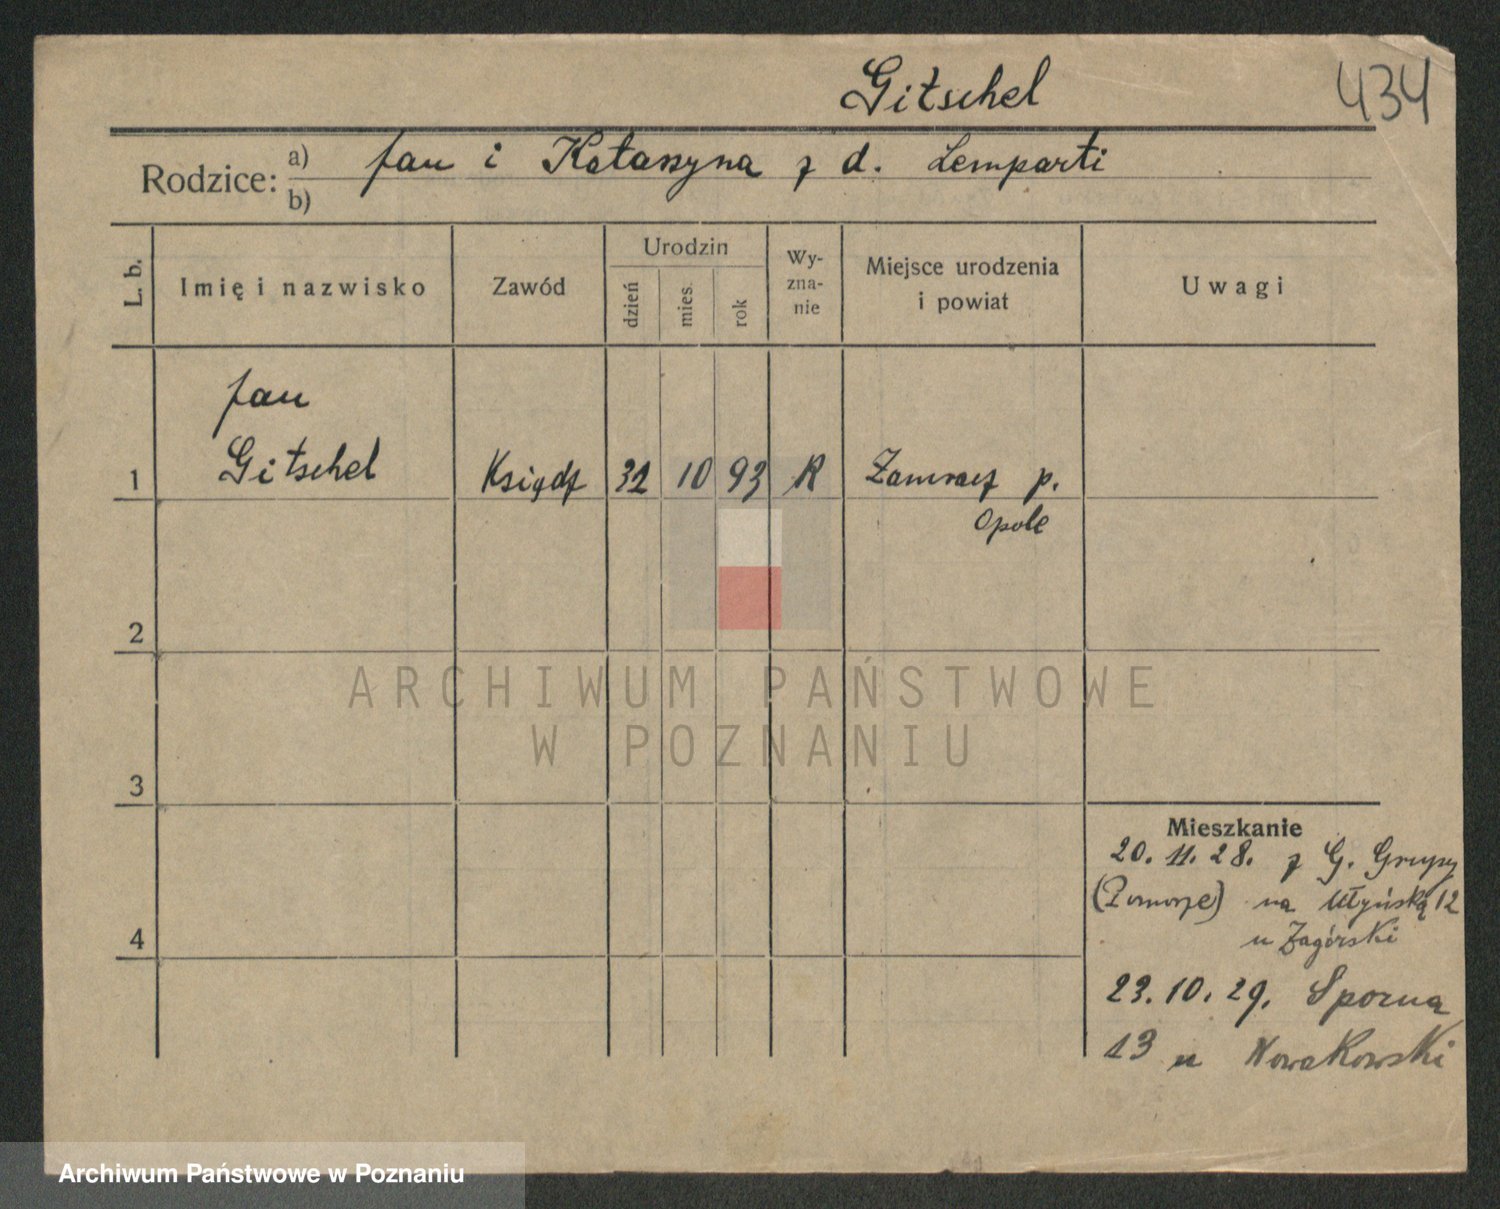 Gitschel
434
Rodzice:
a) Jan i Katarzyna z d. Lemparti
b)
L. b.
Imię i nazwisko
Zawód
Urodzin
dzień
mies.
rok
Wy-
zna-
nie
Miejsce urodzenia
i powiat
Uwagi
Jan
1 Gitschel Ksiądz 31 10 93 R p.
Opole
2
ARCHIWUM PAŃSTWOWE
W POZNANIU
3
Mieszkanie
20. 11. 28. z G. Grupy
(Pomorze) na Młyńską 12
u Zagórski
4
23. 10. 29. Sporna
13 u Nowakowski
Archiwum Państwowe w Poznaniu